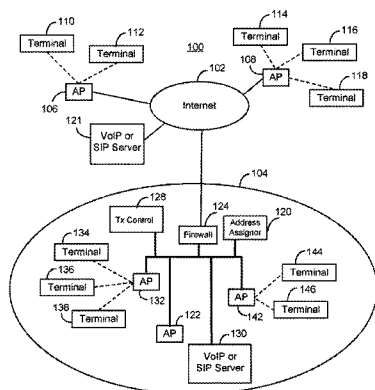 110
Terminal
112
Terminal
100
114
Terminal
116
Terminal
102
108
AP
118
Terminal
AP
106
Internet
121
VoIP or
SIP Server
104
128
Tx Control
124
Firewall
Address
Assignor
120
134
Terminal
136
Terminal
138
Terminal
AP
132
122
AP
130
VoIP or
SIP Server
AP
142
144
Terminal
146
Terminal